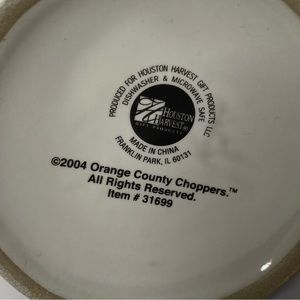 PRODUCED FOR HOUSTON HARVEST GIFT PRODUCTS LLC
DISHWASHER & MICROWAVE SAFE
HOUSTON
HARVEST®
GIFT PRODUCTS
MADE IN CHINA
FRANKLIN PARK, IL 60131
©2004 Orange County Choppers.™
All Rights Reserved.
Item # 31699